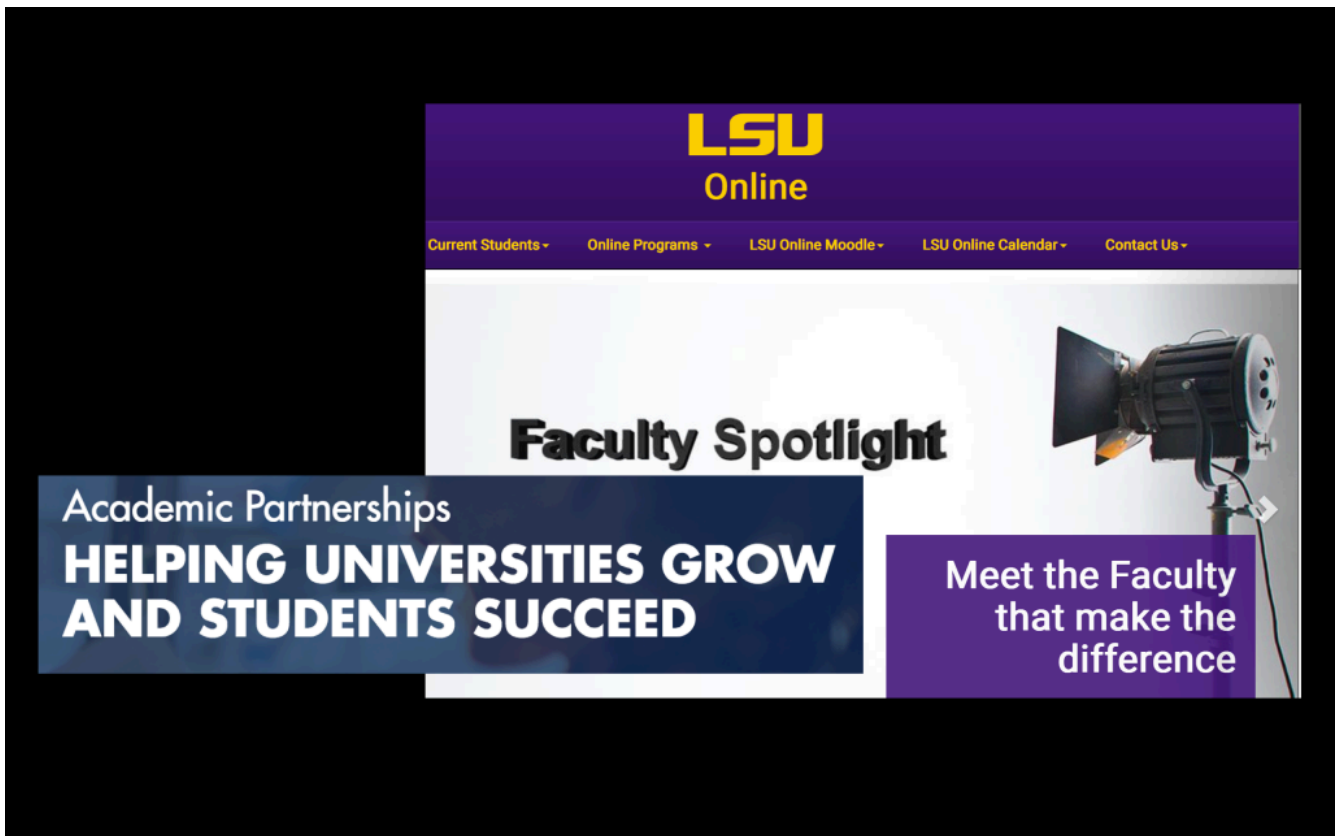 LSU
Online
Current Students Online Programs LSU Online Moodle LSU Online Calendar Contact Us
Faculty Spotlight
Academic Partnerships
HELPING UNIVERSITIES GROW
AND STUDENTS SUCCEED
Meet the Faculty
that make the
difference